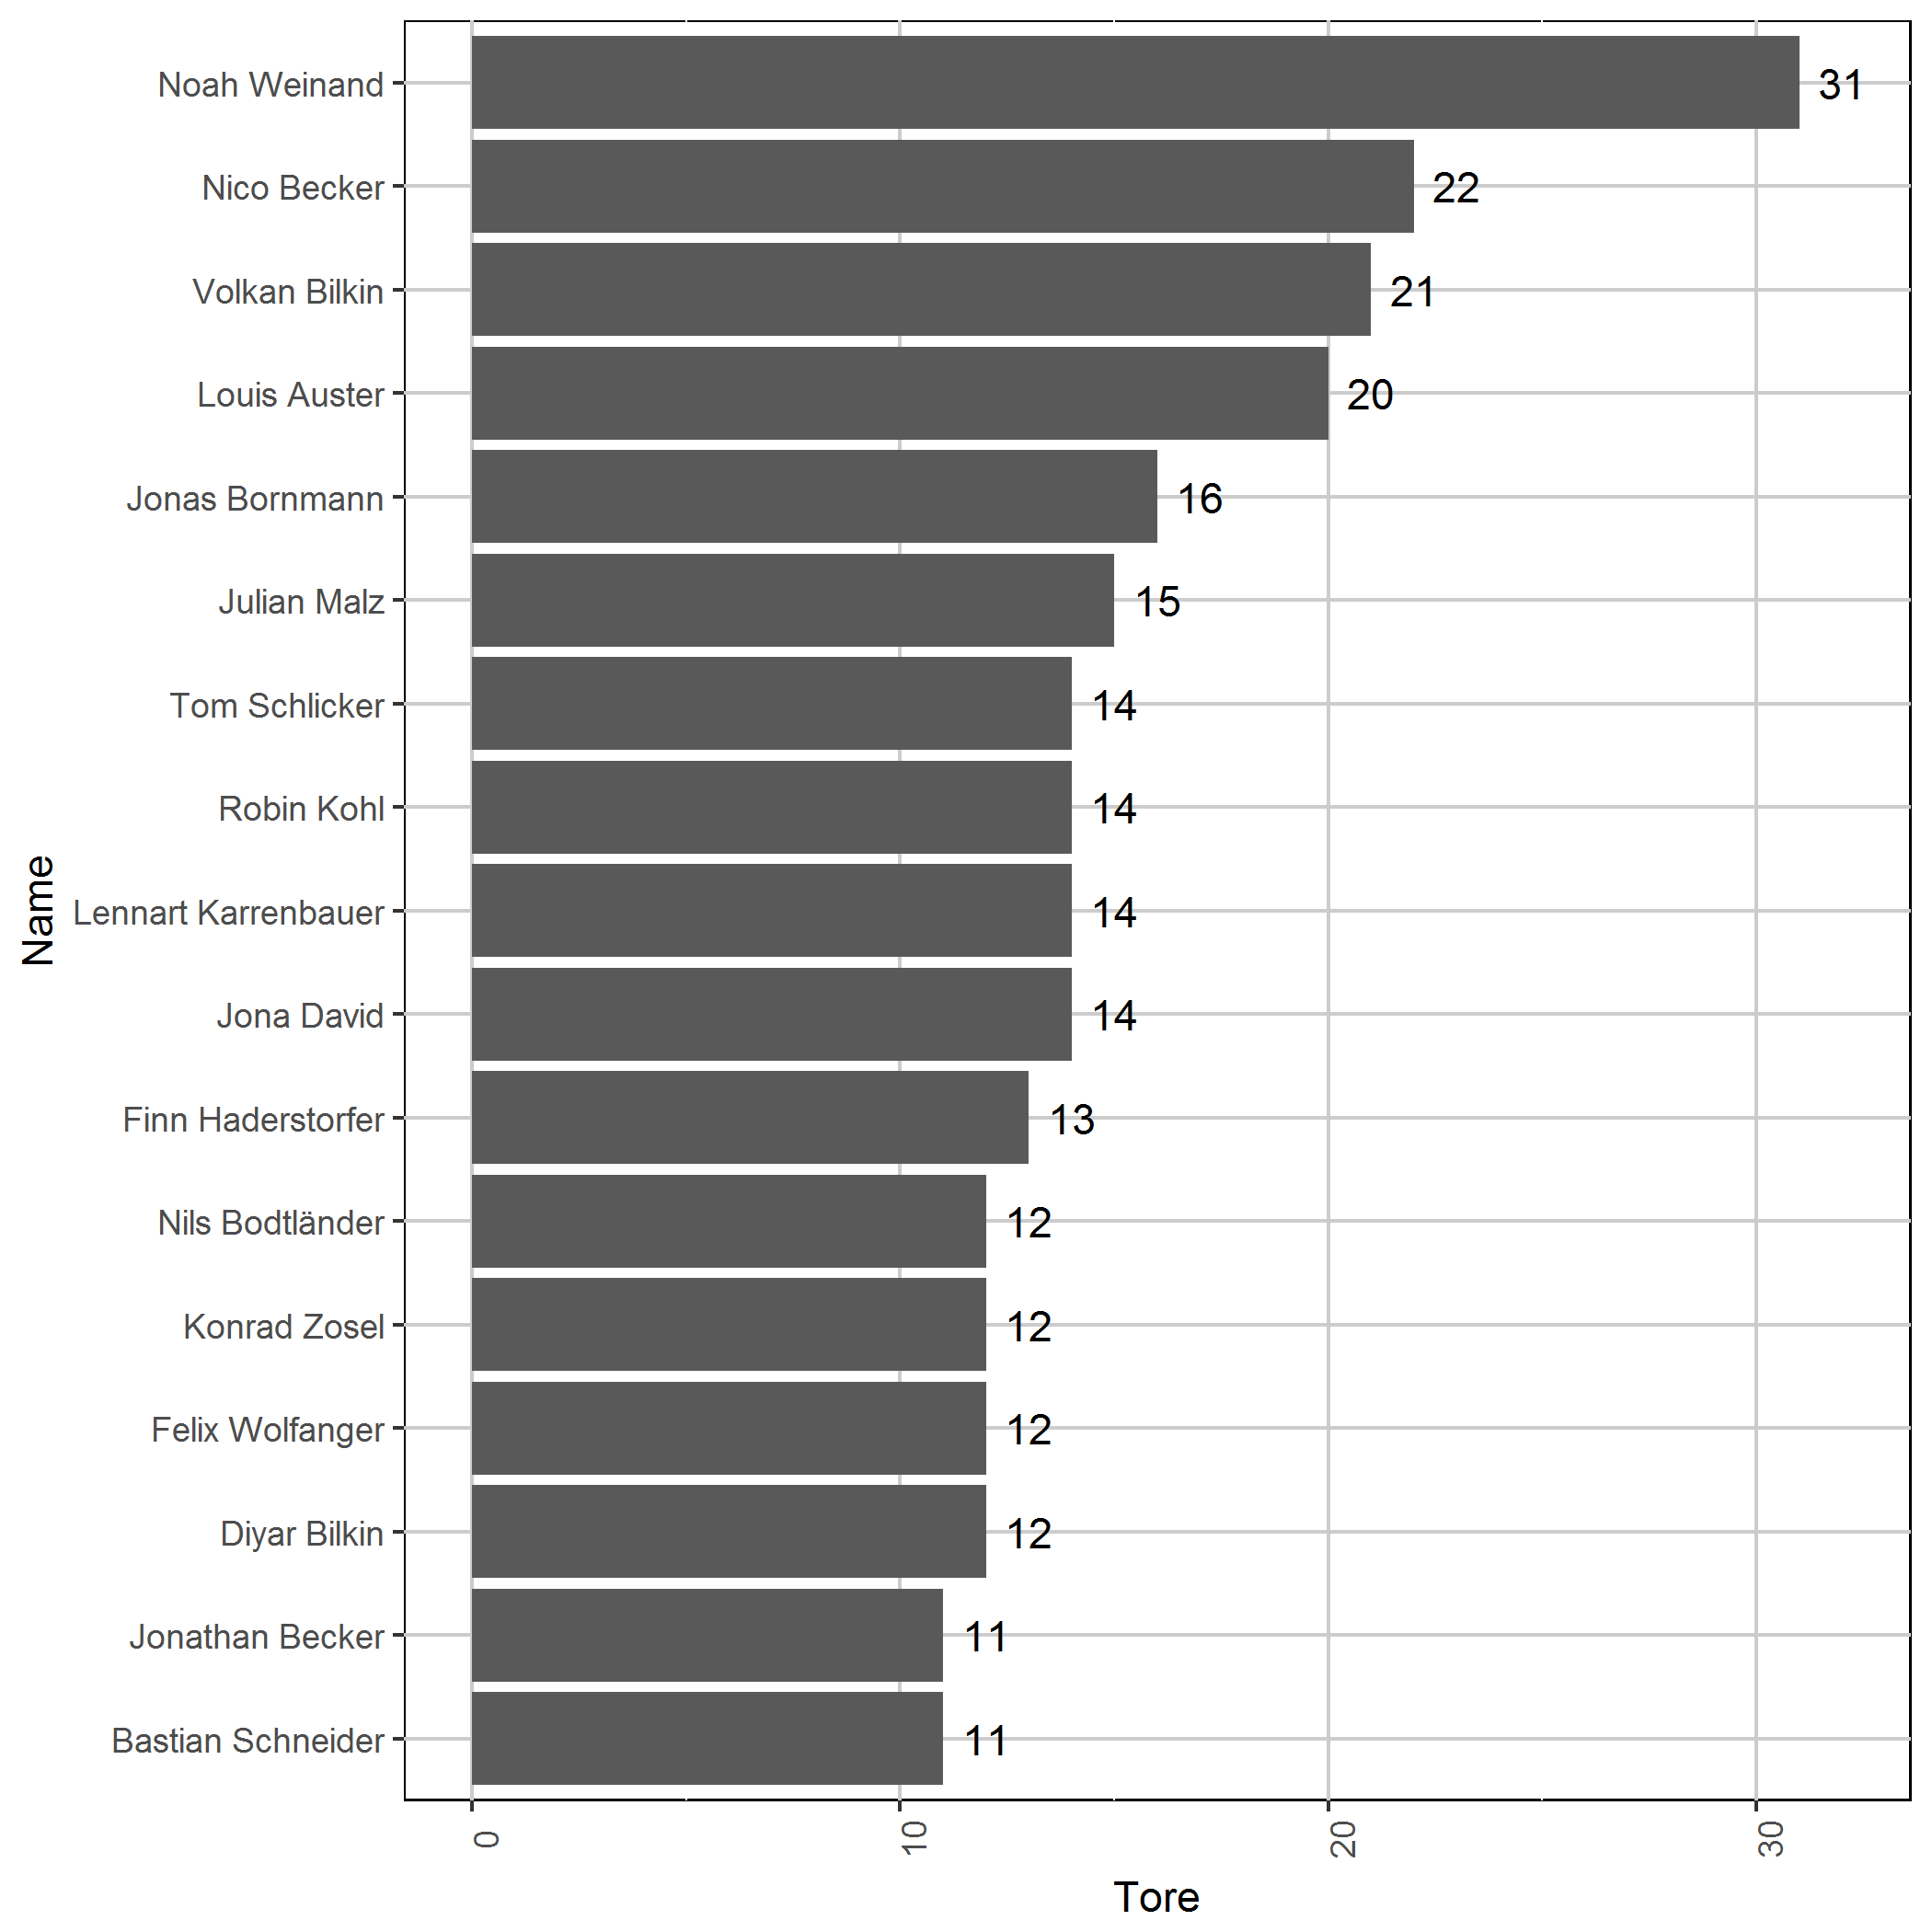 Noah Weinand 31
Nico Becker 22
Volkan Bilkin 21
Louis Auster 20
Jonas Bornmann 16
Julian Malz 15
Tom Schlicker 14
Robin Kohl 14
Lennart Karrenbauer 14
Jona David 14
Finn Haderstorfer 13
Nils Bodtländer 12
Konrad Zosel 12
Felix Wolfanger 12
Diyar Bilkin 12
Jonathan Becker 11
Bastian Schneider 11
Name
0 10 20 30
Tore